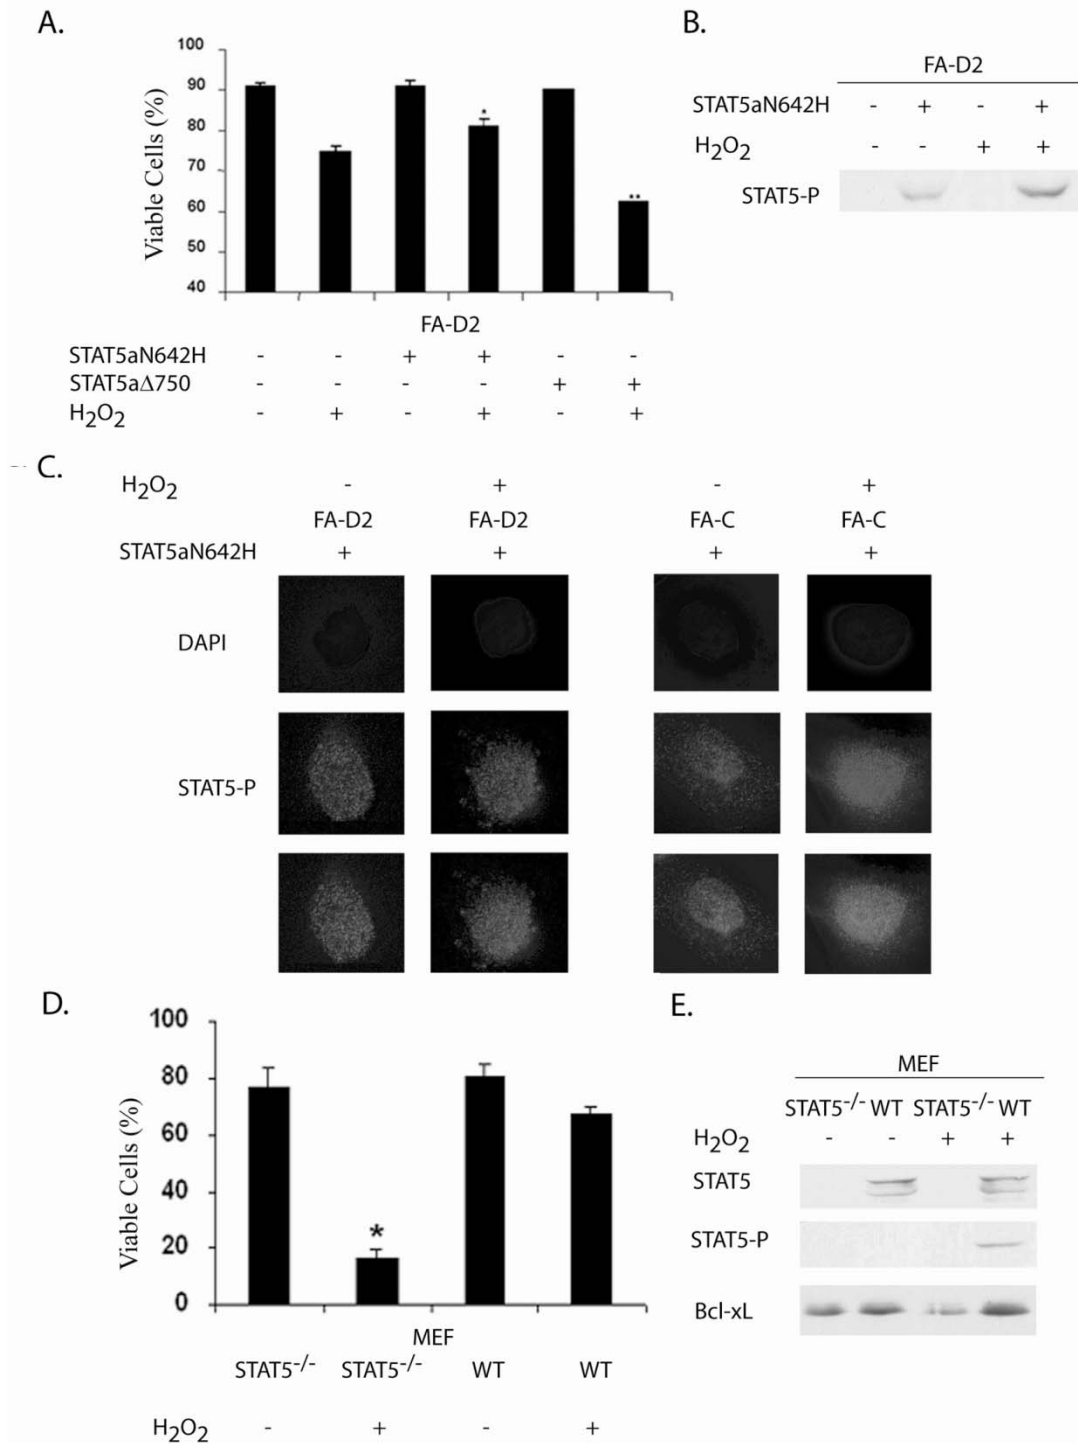 A.
Viable Cells (%)
100
90
80
70
60
50
40
*
**
FA-D2
STAT5aN642H - - + + - -
STAT5aΔ750 - - - - + +
H2O2 - + - + - +
B.
FA-D2
STAT5aN642H - + - +
H2O2 - - + +
STAT5-P
C.
H2O2 - + - +
FA-D2 FA-D2 FA-C FA-C
STAT5aN642H + + + +
DAPI
STAT5-P
D.
Viable Cells (%)
100
80
60
40
20
0
*
MEF
STAT5-/- STAT5-/- WT WT
H2O2 - + - +
E.
MEF
STAT5-/- WT STAT5-/- WT
H2O2 - - + +
STAT5
STAT5-P
Bcl-xL